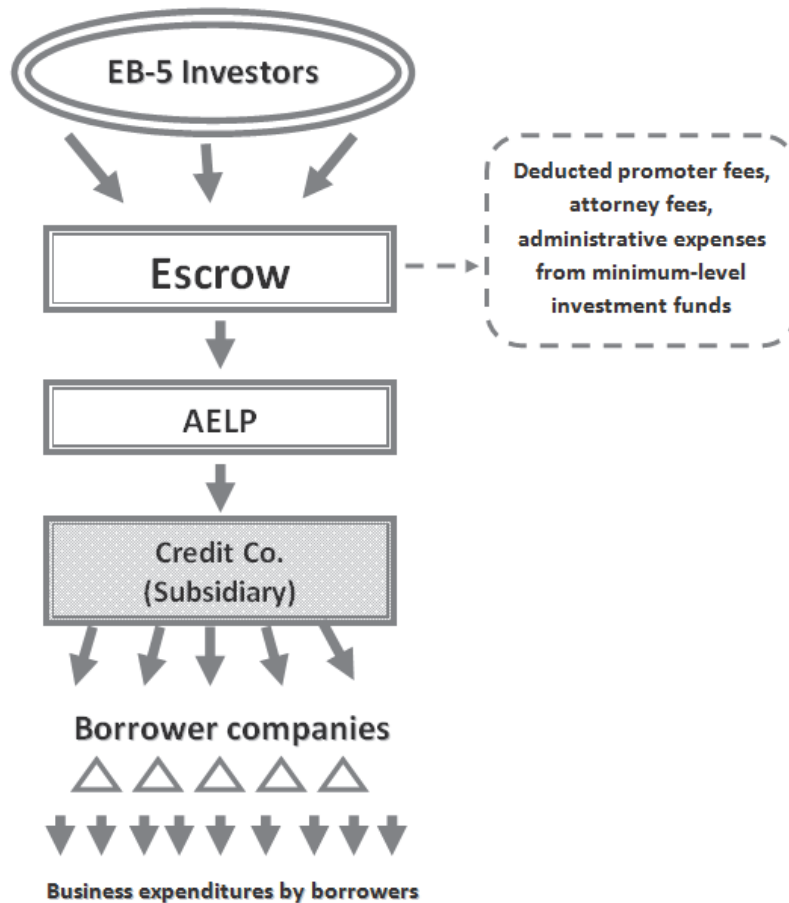 EB-5 Investors
Deducted promoter fees,
attorney fees,
administrative expenses
from minimum-level
investment funds
Escrow
AELP
Credit Co.
(Subsidiary)
Borrower companies
Business expenditures by borrowers